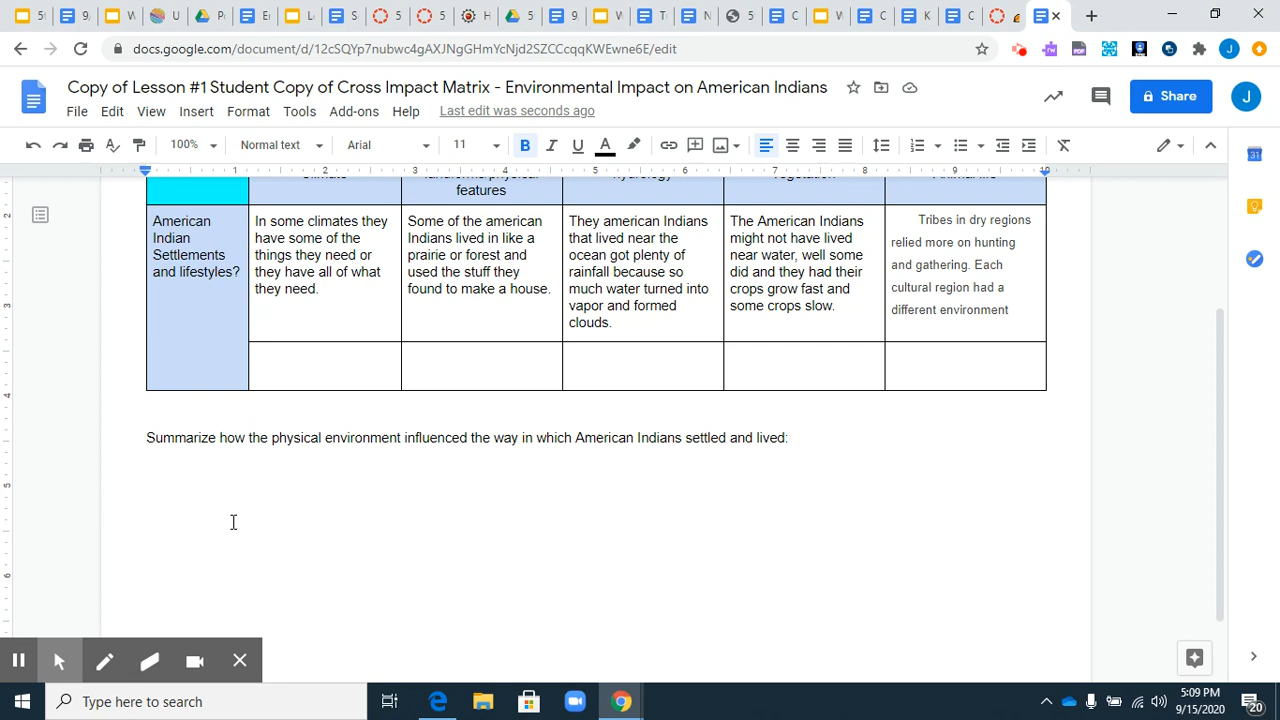 docs.google.com/document/d/12cSQYp7nubwc4gAXJNgGHmYcNjd2SZCCcqqKWEwne6E/edit
Copy of Lesson #1 Student Copy of Cross Impact Matrix - Environmental Impact on American Indians
File Edit View Insert Format Tools Add-ons Help Last edit was seconds ago
Share
J
100% Normal text Arial 11
features
American
Indian
Settlements
and lifestyles?
In some climates they
have some of the
things they need or
they have all of what
they need.
Some of the american
Indians lived in like a
prairie or forest and
used the stuff they
found to make a house.
They american Indians
that lived near the
ocean got plenty of
rainfall because so
much water turned into
vapor and formed
clouds.
The American Indians
might not have lived
near water, well some
did and they had their
crops grow fast and
some crops slow.
Tribes in dry regions
relied more on hunting
and gathering. Each
cultural region had a
different environment
Summarize how the physical environment influenced the way in which American Indians settled and lived:
Type here to search
5:09 PM
9/15/2020
20